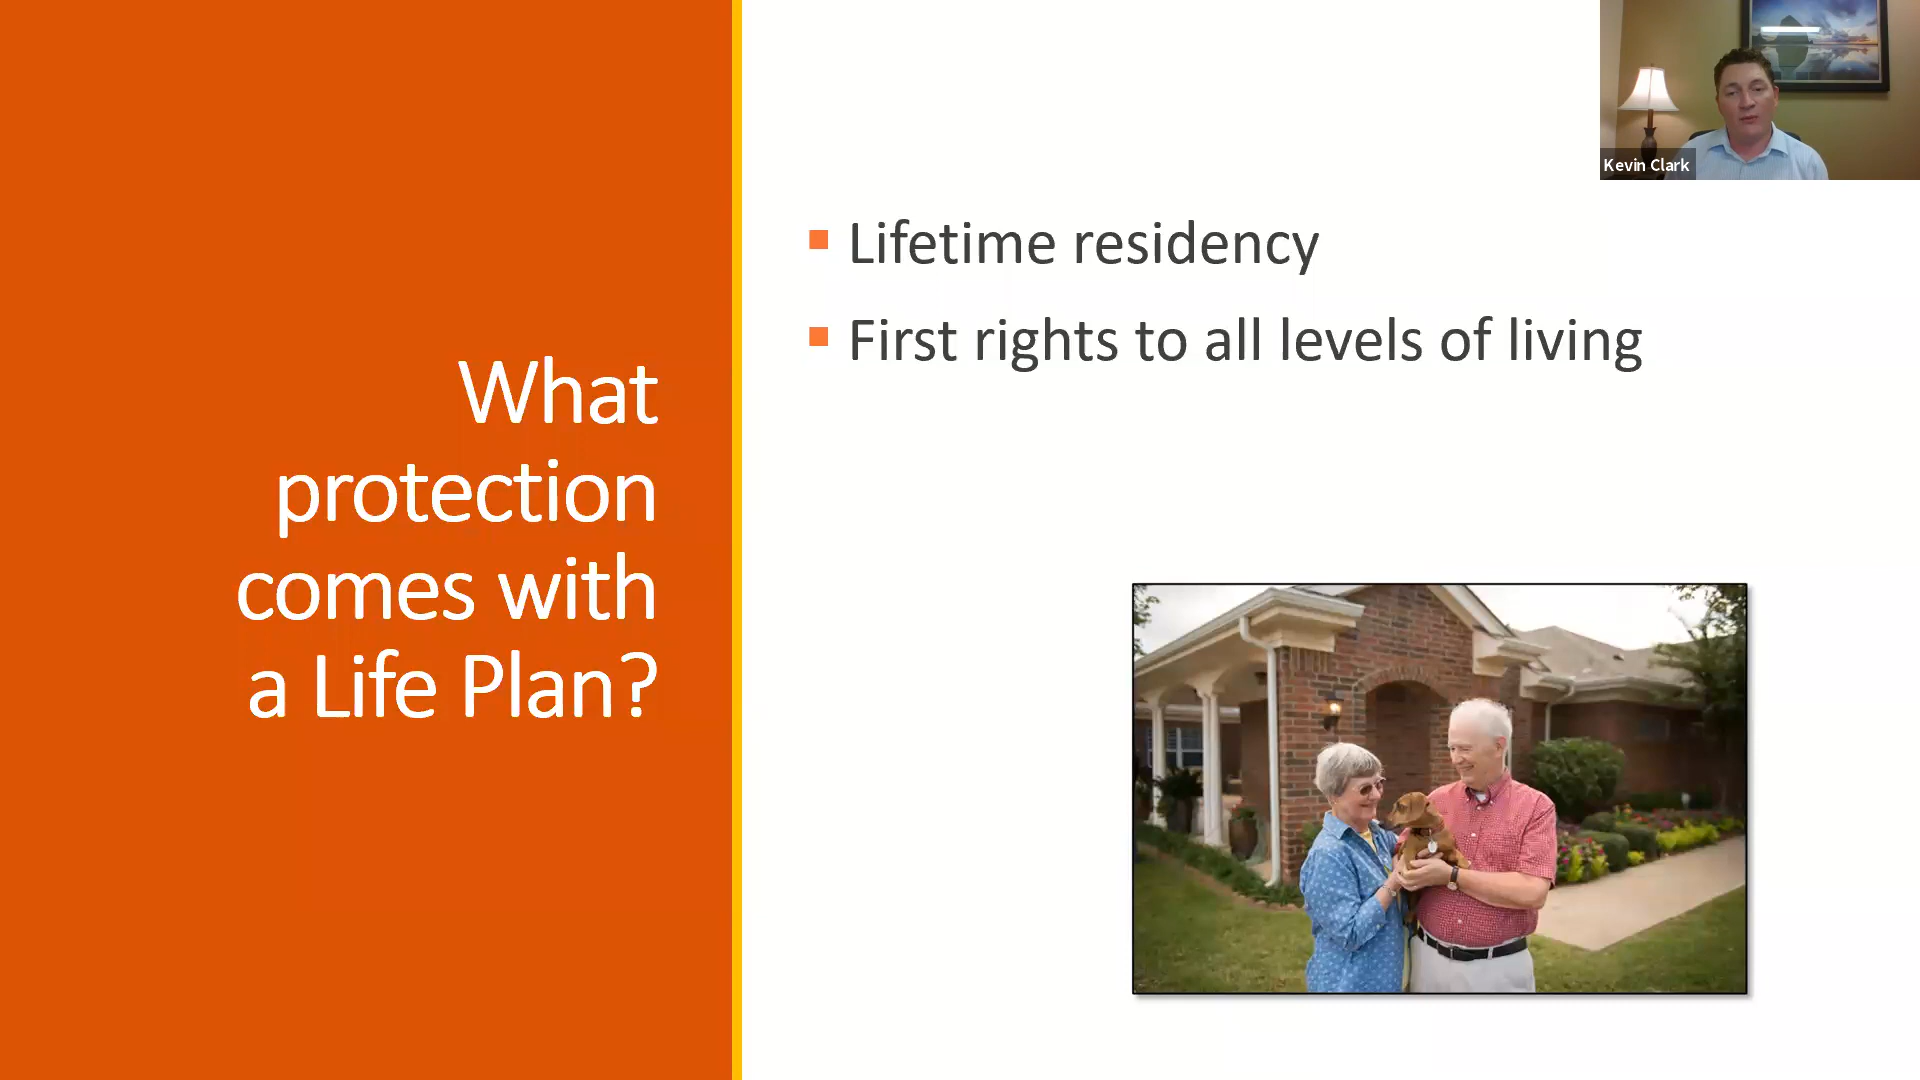 What
protection
comes with
a Life Plan?
Lifetime residency
First rights to all levels of living
Kevin Clark